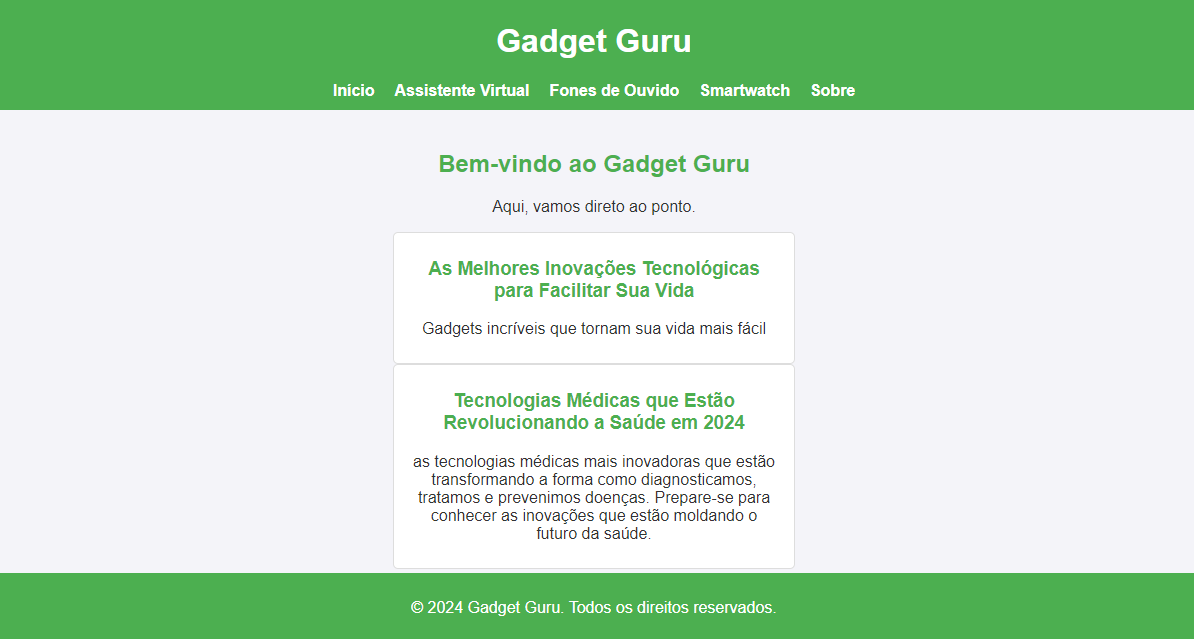 Gadget Guru
Início Assistente Virtual Fones de Ouvido Smartwatch Sobre
Bem-vindo ao Gadget Guru
Aqui, vamos direto ao ponto.
As Melhores Inovações Tecnológicas
para Facilitar Sua Vida
Gadgets incríveis que tornam sua vida mais fácil
Tecnologias Médicas que Estão
Revolucionando a Saúde em 2024
as tecnologias médicas mais inovadoras que estão
transformando a forma como diagnosticamos,
tratamos e prevenimos doenças. Prepare-se para
conhecer as inovações que estão moldando o
futuro da saúde.
© 2024 Gadget Guru. Todos os direitos reservados.